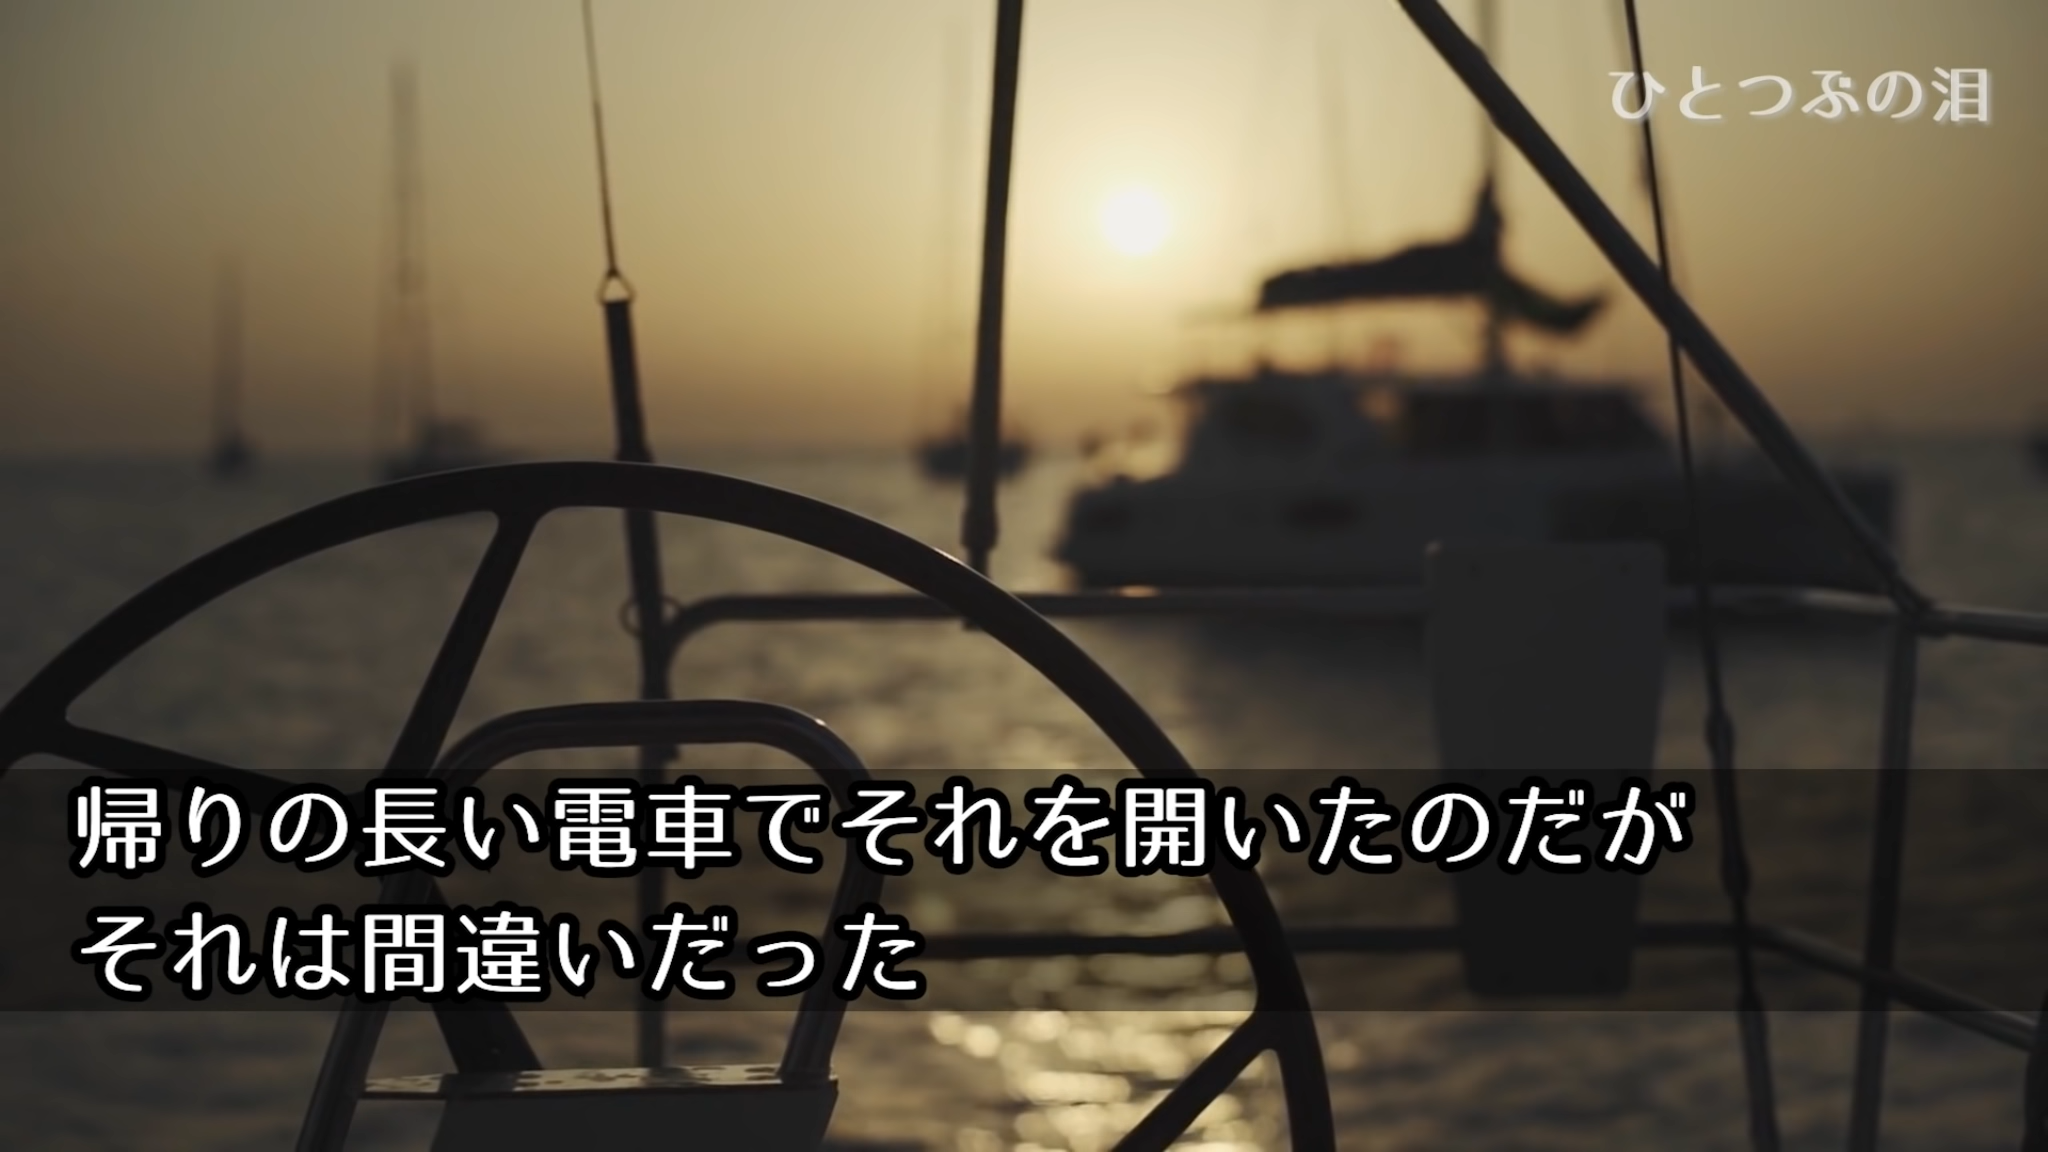 ひとつぶの泪
帰りの長い電車でそれを開いたのだが
それは間違いだった